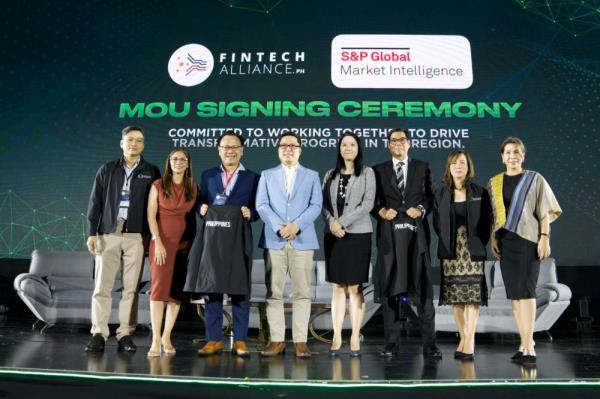 FINTECH
ALLIANCE.PH
S&P Global
Market Intelligence
MOU SIGNING CEREMONY
COMMITTED TO WORKING TOGETHER TO DRIVE
PROGRESS IN THE REGION.
PHILIPPINES
PHILIPPINES